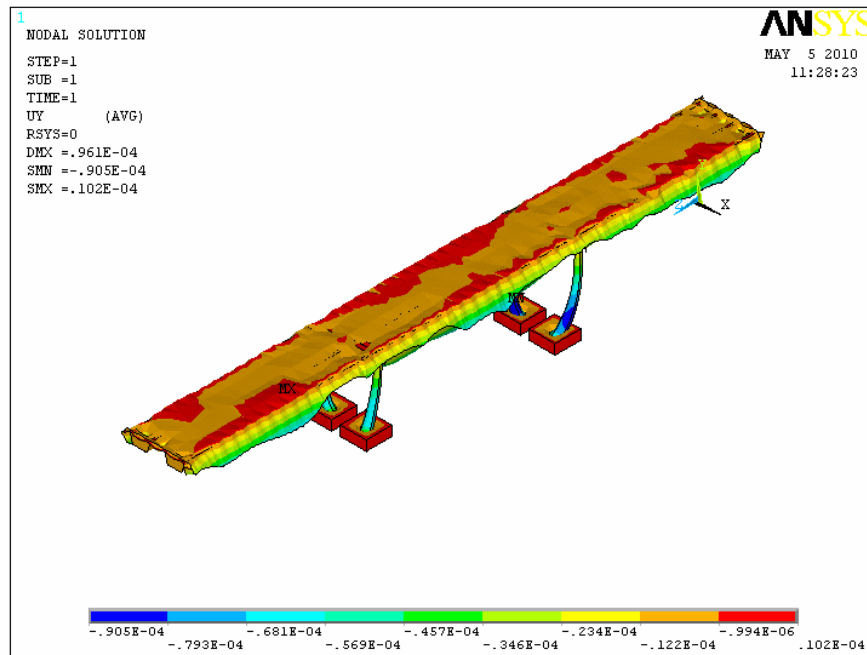 1
NODAL SOLUTION
STEP=1
SUB =1
TIME=1
UY (AVG)
RSYS=0
DMX =.961E-04
SMN =-.905E-04
SMX =.102E-04
ANSYS
MAY 5 2010
11:28:23
X
MN
MX
-.905E-04 -.793E-04 -.681E-04 -.569E-04 -.457E-04 -.346E-04 -.234E-04 -.122E-04 -.994E-06 .102E-04